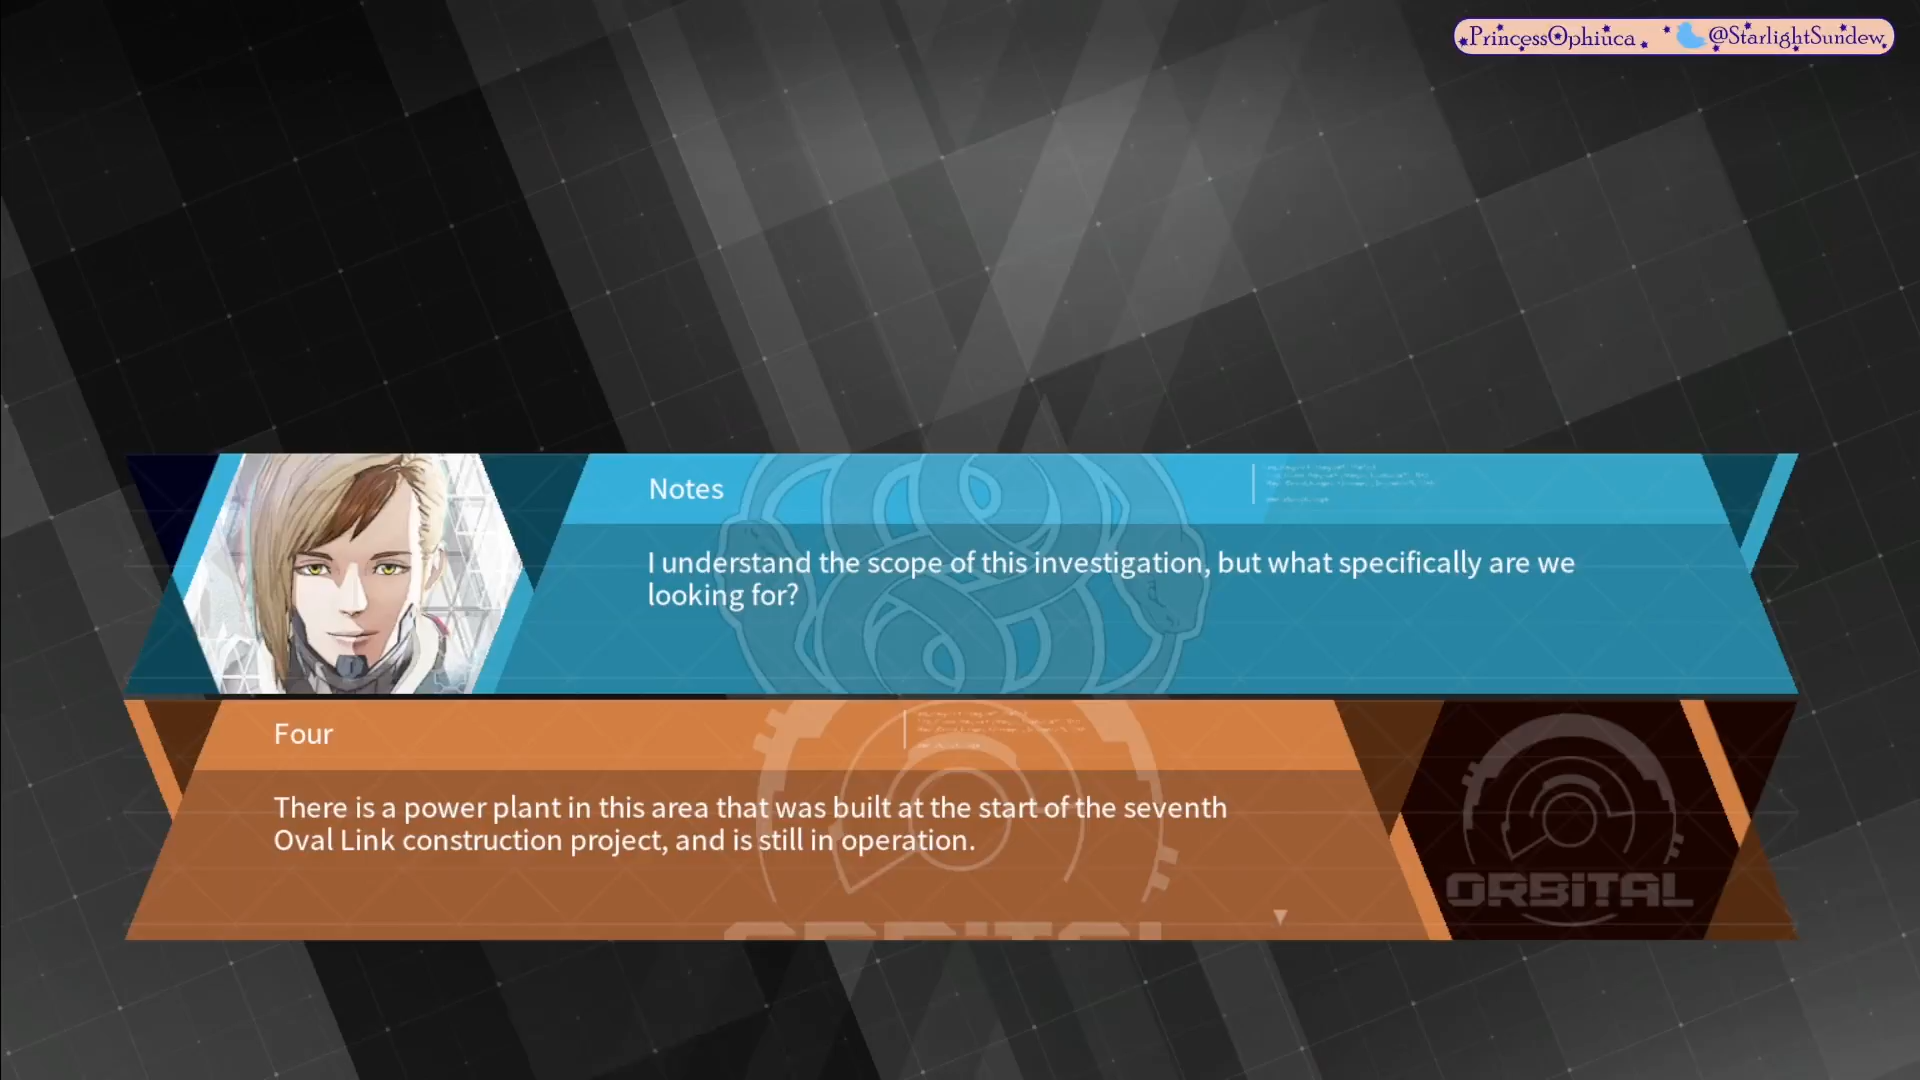 PrincessOphiuca @StarlightSundew
Notes
I understand the scope of this investigation, but what specifically are we
looking for?
Four
There is a power plant in this area that was built at the start of the seventh
Oval Link construction project, and is still in operation.
ORBITAL
ORBITAL